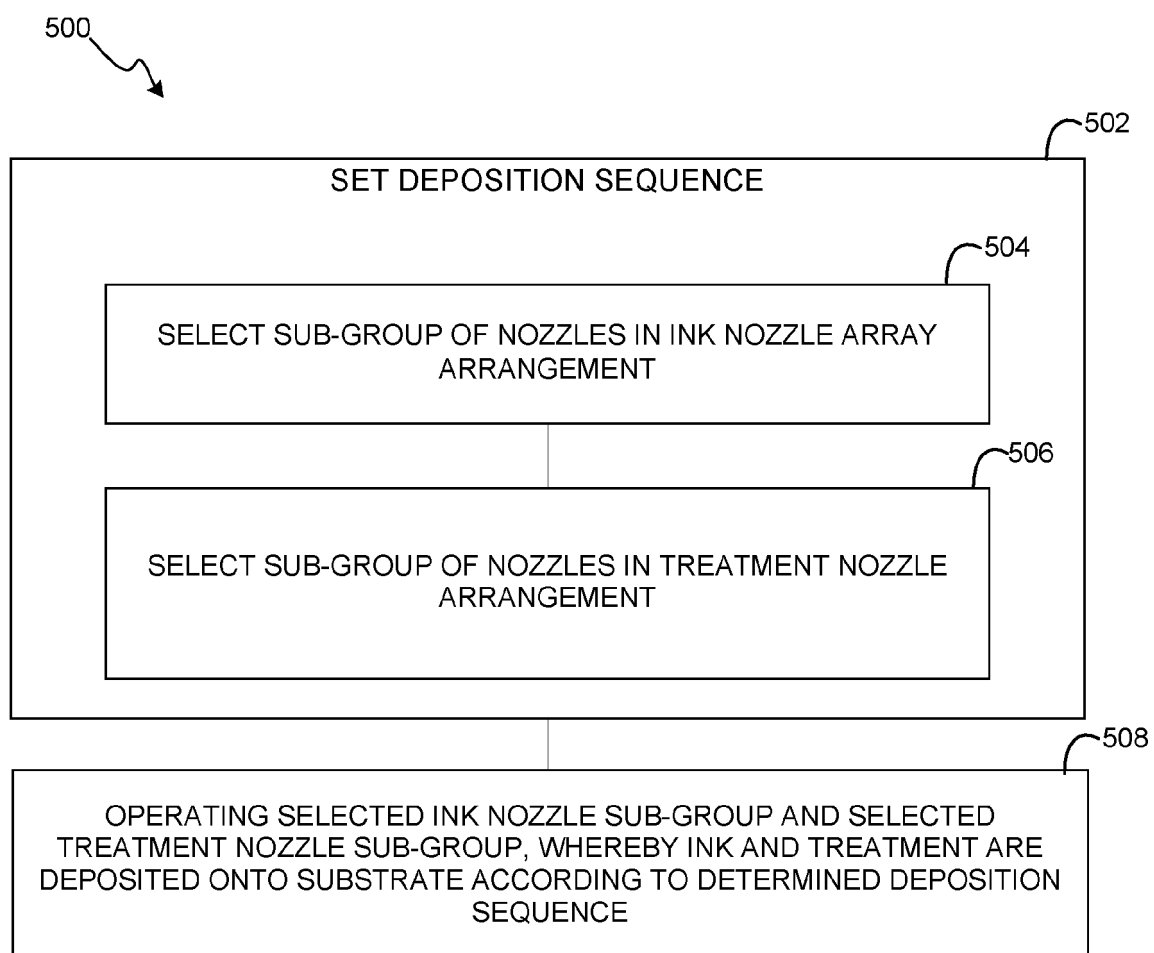 500
502
SET DEPOSITION SEQUENCE
504
SELECT SUB-GROUP OF NOZZLES IN INK NOZZLE ARRAY
ARRANGEMENT
506
SELECT SUB-GROUP OF NOZZLES IN TREATMENT NOZZLE
ARRANGEMENT
508
OPERATING SELECTED INK NOZZLE SUB-GROUP AND SELECTED
TREATMENT NOZZLE SUB-GROUP, WHEREBY INK AND TREATMENT ARE
DEPOSITED ONTO SUBSTRATE ACCORDING TO DETERMINED DEPOSITION
SEQUENCE